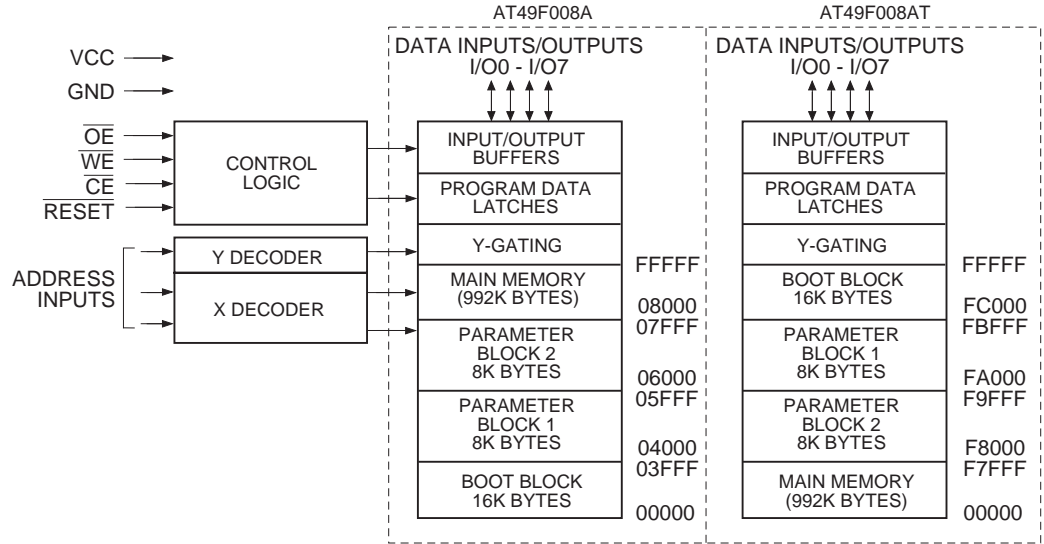 AT49F008A
AT49F008AT
VCC
GND
OE
WE
CE
RESET
ADDRESS
INPUTS
CONTROL
LOGIC
Y DECODER
X DECODER
DATA INPUTS/OUTPUTS
I/O0 - I/O7
INPUT/OUTPUT
BUFFERS
PROGRAM DATA
LATCHES
Y-GATING
MAIN MEMORY
(992K BYTES)
PARAMETER
BLOCK 2
8K BYTES
PARAMETER
BLOCK 1
8K BYTES
BOOT BLOCK
16K BYTES
FFFFF
08000
07FFF
06000
05FFF
04000
03FFF
00000
DATA INPUTS/OUTPUTS
I/O0 - I/O7
INPUT/OUTPUT
BUFFERS
PROGRAM DATA
LATCHES
Y-GATING
BOOT BLOCK
16K BYTES
PARAMETER
BLOCK 1
8K BYTES
PARAMETER
BLOCK 2
8K BYTES
MAIN MEMORY
(992K BYTES)
FFFFF
FC000
FBFFF
FA000
F9FFF
F8000
F7FFF
00000